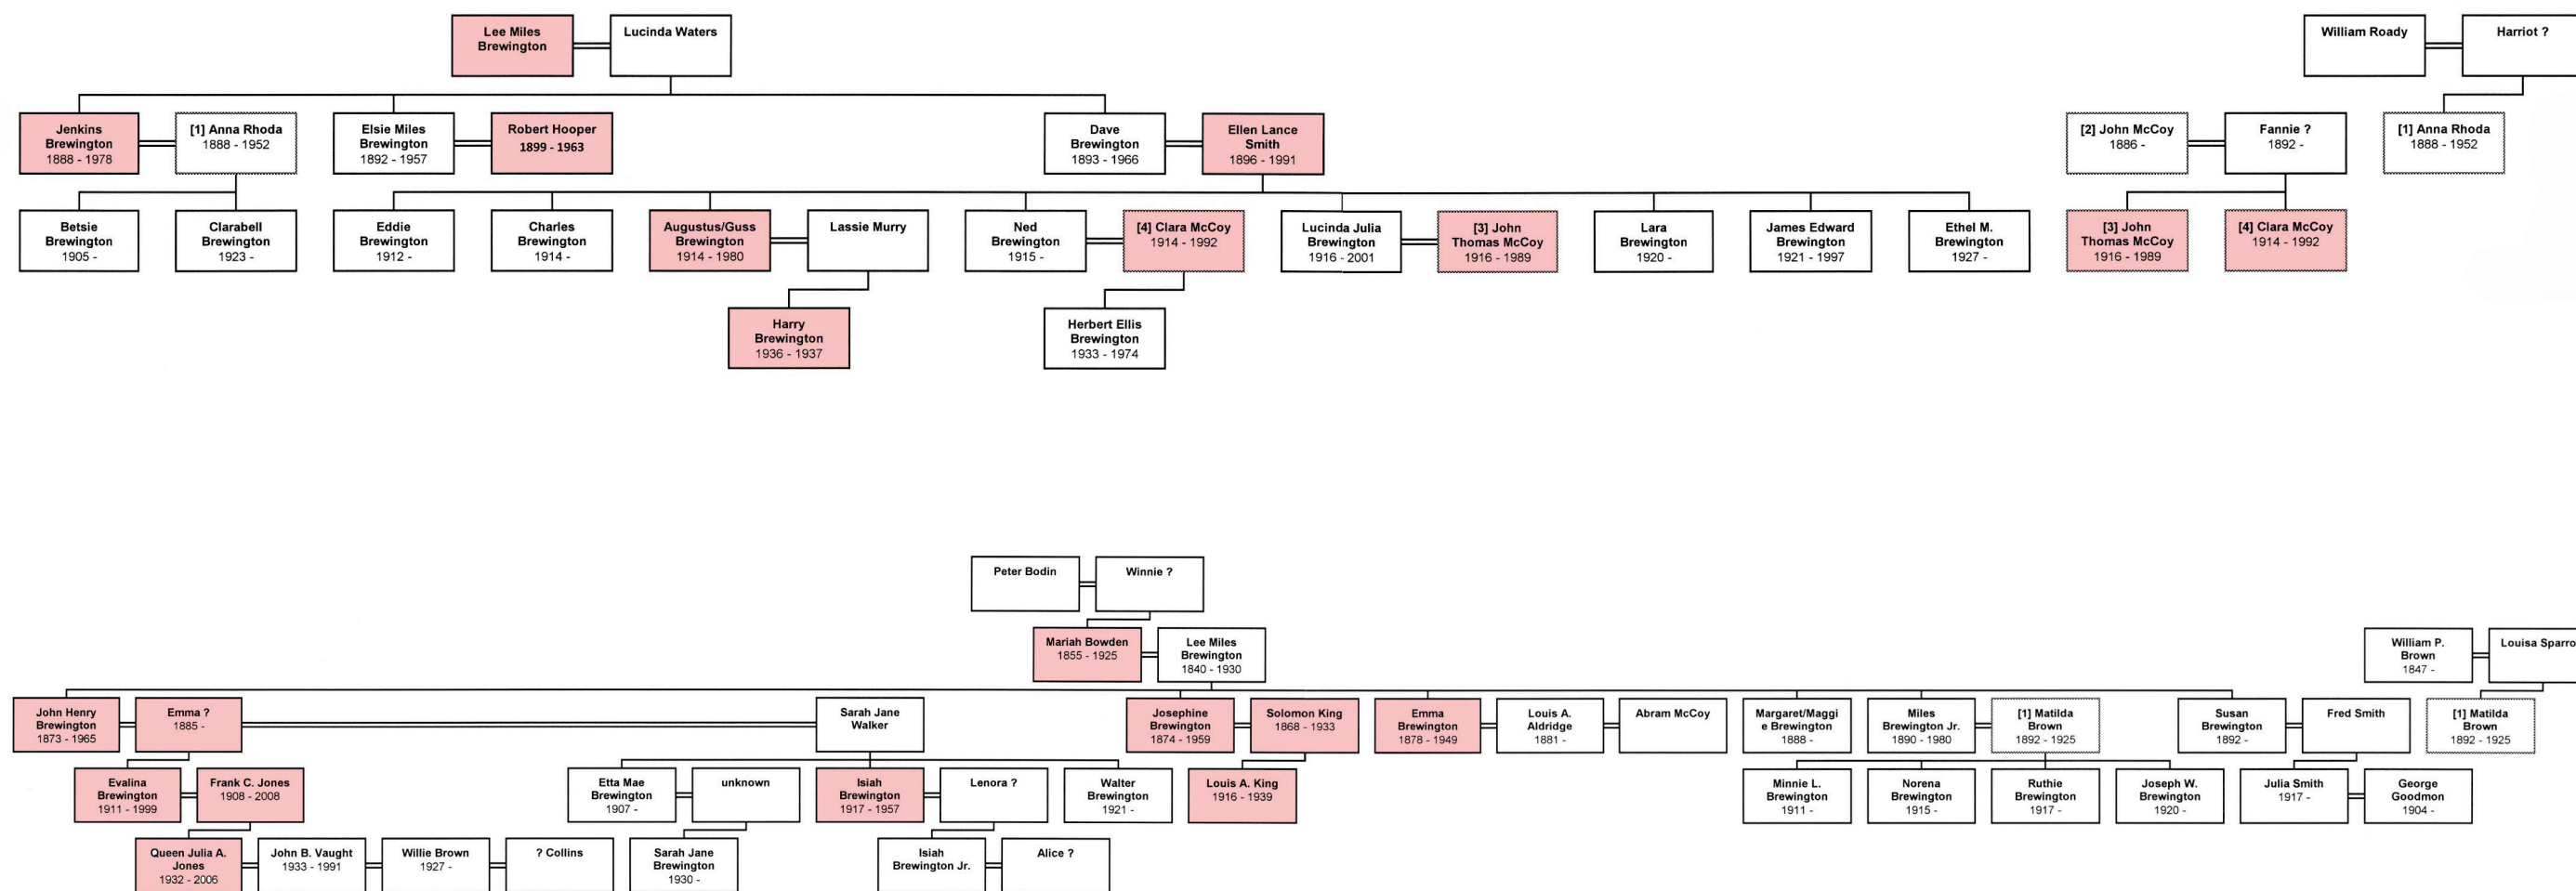 Lee Miles
Brewington
Lucinda Waters
William Roady
Harriot ?
Jenkins
Brewington
1888 - 1978
[1] Anna Rhoda
1888 - 1952
Elsie Miles
Brewington
1892 - 1957
Robert Hooper
1899 - 1963
Dave
Brewington
1893 - 1966
Ellen Lance
Smith
1896 - 1991
[2] John McCoy
1886 -
Fannie ?
1892 -
[1] Anna Rhoda
1888 - 1952
Betsie
Brewington
1905 -
Clarabell
Brewington
1923 -
Eddie
Brewington
1912 -
Charles
Brewington
1914 -
Augustus/Guss
Brewington
1914 - 1980
Lassie Murry
Ned
Brewington
1915 -
[4] Clara McCoy
1914 - 1992
Lucinda Julia
Brewington
1916 - 2001
[3] John
Thomas McCoy
1916 - 1989
Lara
Brewington
1920 -
James Edward
Brewington
1921 - 1997
Ethel M.
Brewington
1927 -
[3] John
Thomas McCoy
1916 - 1989
[4] Clara McCoy
1914 - 1992
Harry
Brewington
1936 - 1937
Herbert Ellis
Brewington
1933 - 1974
Peter Bodin
Winnie ?
Mariah Bowden
1855 - 1925
Lee Miles
Brewington
1840 - 1930
William P.
Brown
1847 -
Louisa Sparro
John Henry
Brewington
1873 - 1965
Emma ?
1885 -
Sarah Jane
Walker
Josephine
Brewington
1874 - 1959
Solomon King
1868 - 1933
Emma
Brewington
1878 - 1949
Louis A.
Aldridge
1881 -
Abram McCoy
Margaret/Maggi
e Brewington
1888 -
Miles
Brewington Jr.
1890 - 1980
[1] Matilda
Brown
1892 - 1925
Susan
Brewington
1892 -
Fred Smith
[1] Matilda
Brown
1892 - 1925
Evalina
Brewington
1911 - 1999
Frank C. Jones
1908 - 2008
Etta Mae
Brewington
1907 -
unknown
Isiah
Brewington
1917 - 1957
Lenora ?
Walter
Brewington
1921 -
Louis A. King
1916 - 1939
Minnie L.
Brewington
1911 -
Norena
Brewington
1915 -
Ruthie
Brewington
1917 -
Joseph W.
Brewington
1920 -
Julia Smith
1917 -
George
Goodmon
1904 -
Queen Julia A.
Jones
1932 - 2006
John B. Vaught
1933 - 1991
Willie Brown
1927 -
? Collins
Sarah Jane
Brewington
1930 -
Isiah
Brewington Jr.
Alice ?